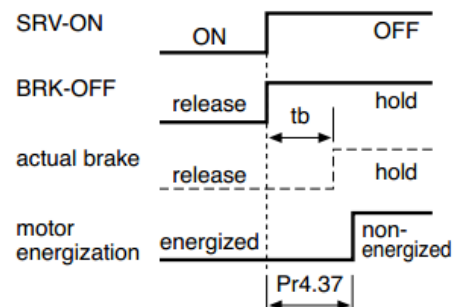 SRV-ON ON OFF
BRK-OFF release hold
tb
actual brake release hold
motor energization energized non-energized
Pr4.37